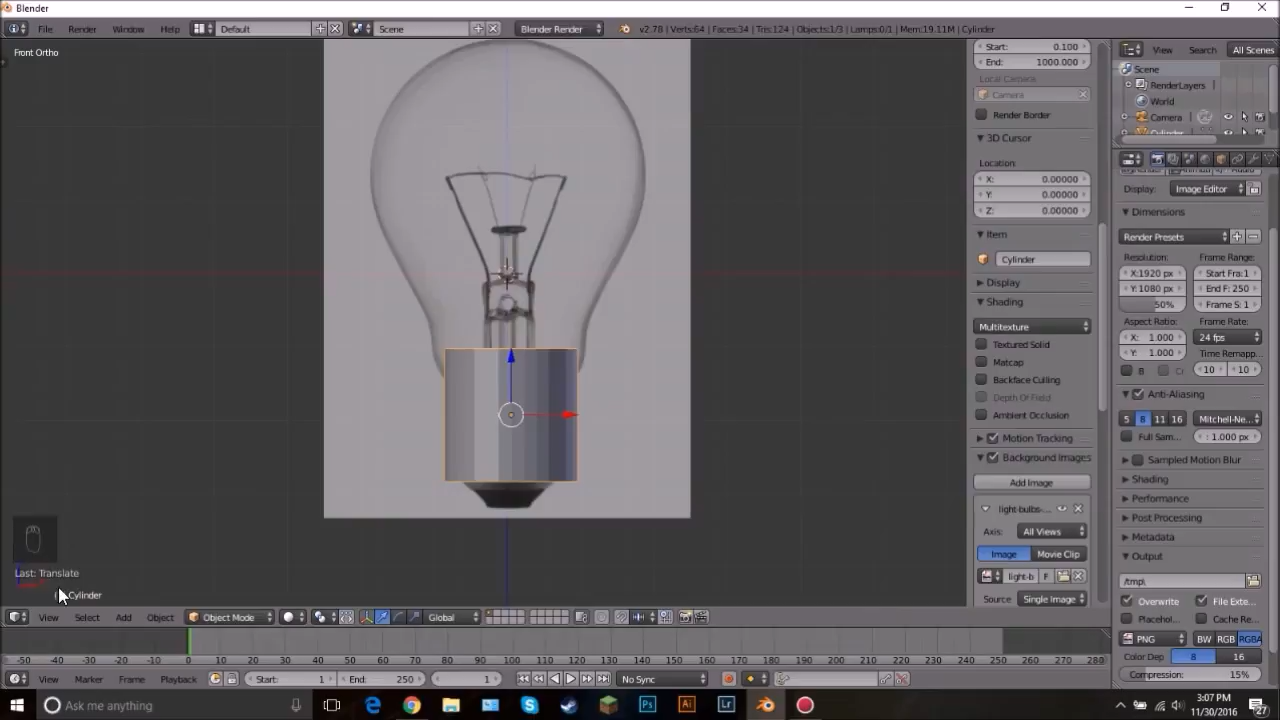 Blender
File Render Window Help Default Scene Blender Render v2.78 | Verts:64 | Faces:34 | Tris:124 | Objects:1/3 | Lamps:0/1 | Mem:19.11M | Cylinder
Front Ortho
Last: Translate
Cylinder
View Select Add Object Object Mode Global
Start: 0.100
End: 1000.000
Local Camera:
Camera
Render Border
3D Cursor
Location:
X: 0.00000
Y: 0.00000
Z: 0.00000
Item
Cylinder
Display
Shading
Multitexture
Textured Solid
Matcap
Backface Culling
Depth Of Field
Ambient Occlusion
Motion Tracking
Background Images
Add Image
light-bulbs-...
Axis: All Views
Image Movie Clip
light-b F
Source: Single Image
View Search All Scenes
Scene
RenderLayers
World
Camera
Cylinder
Display: Image Editor
Dimensions
Render Presets
Resolution: Frame Range:
X:1920 px Start Fra:1
Y:1080 px End F: 250
50% Frame S: 1
Aspect Ratio: Frame Rate:
X: 1.000 24 fps
Y: 1.000 Time Remapp...
B Cr 10 10
Anti-Aliasing
5 8 11 16 Mitchell-Ne...
Full Sam... : 1.000 px
Sampled Motion Blur
Shading
Performance
Post Processing
Metadata
Output
/tmp\
Overwrite File Exte...
Placehol... Cache Re...
PNG BW RGB RGBA
Color Dep 8 16
Compression: 15%
-50 -40 -30 -20 -10 0 10 20 30 40 50 60 70 80 90 100 110 120 130 140 150 160 170 180 190 200 210 220 230 240 250 260 270 280
View Marker Frame Playback Start: 1 End: 250 1 No Sync
Ask me anything
3:07 PM
11/30/2016
27